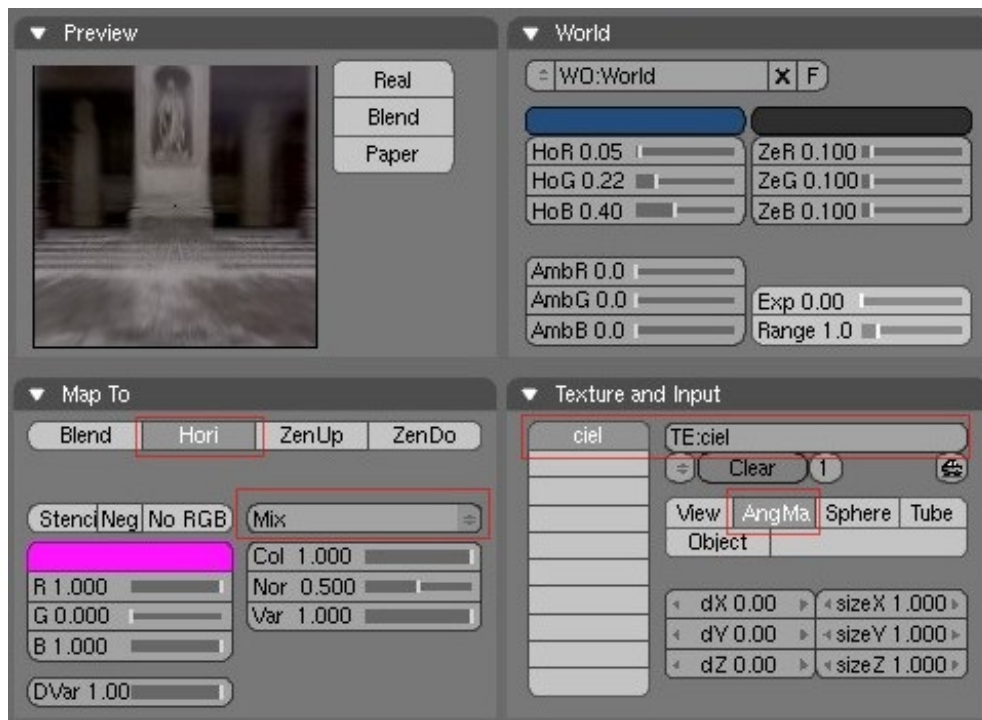 Preview
Real
Blend
Paper
World
WO:World X F
HoR 0.05 ZeR 0.100
HoG 0.22 ZeG 0.100
HoB 0.40 ZeB 0.100
AmbR 0.0
AmbG 0.0 Exp 0.00
AmbB 0.0 Range 1.0
Map To
Blend Hori ZenUp ZenDo
Stenci Neg No RGB Mix
Col 1.000
R 1.000 Nor 0.500
G 0.000 Var 1.000
B 1.000
DVar 1.00
Texture and Input
ciel TE:ciel
Clear 1
View AngMa Sphere Tube
Object
dX 0.00 sizeX 1.000
dY 0.00 sizeY 1.000
dZ 0.00 sizeZ 1.000